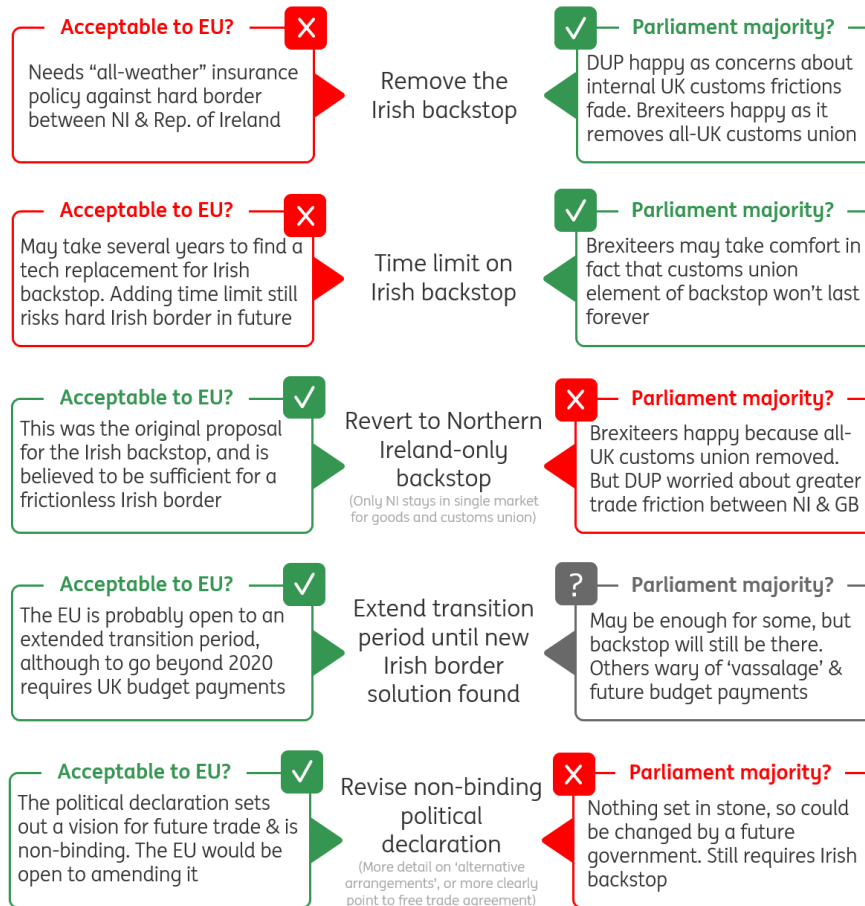 Acceptable to EU?
Needs “all-weather” insurance
policy against hard border
between NI & Rep. of Ireland
Remove the
Irish backstop
Parliament majority?
DUP happy as concerns about
internal UK customs frictions
fade. Brexiteers happy as it
removes all-UK customs union
Acceptable to EU?
May take several years to find a
tech replacement for Irish
backstop. Adding time limit still
risks hard Irish border in future
Time limit on
Irish backstop
Parliament majority?
Brexiteers may take comfort in
fact that customs union
element of backstop won’t last
forever
Acceptable to EU?
This was the original proposal
for the Irish backstop, and is
believed to be sufficient for a
frictionless Irish border
Revert to Northern
Ireland-only
backstop
(Only NI stays in single market
for goods and customs union)
Parliament majority?
Brexiteers happy because all-
UK customs union removed.
But DUP worried about greater
trade friction between NI & GB
Acceptable to EU?
The EU is probably open to an
extended transition period,
although to go beyond 2020
requires UK budget payments
Extend transition
period until new
Irish border
solution found
?
Parliament majority?
May be enough for some, but
backstop will still be there.
Others wary of ‘vassalage’ &
future budget payments
Acceptable to EU?
The political declaration sets
out a vision for future trade & is
non-binding. The EU would be
open to amending it
Revise non-binding
political
declaration
(More detail on ‘alternative
arrangements’, or more clearly
point to free trade agreement)
Parliament majority?
Nothing set in stone, so could
be changed by a future
government. Still requires Irish
backstop